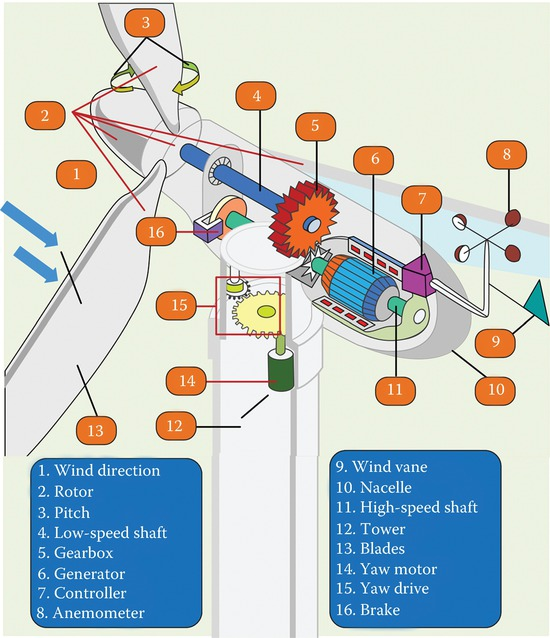 3
4
2
5
6
8
1
7
16
15
9
14
11
10
12
13
1. Wind direction
2. Rotor
3. Pitch
4. Low-speed shaft
5. Gearbox
6. Generator
7. Controller
8. Anemometer
9. Wind vane
10. Nacelle
11. High-speed shaft
12. Tower
13. Blades
14. Yaw motor
15. Yaw drive
16. Brake